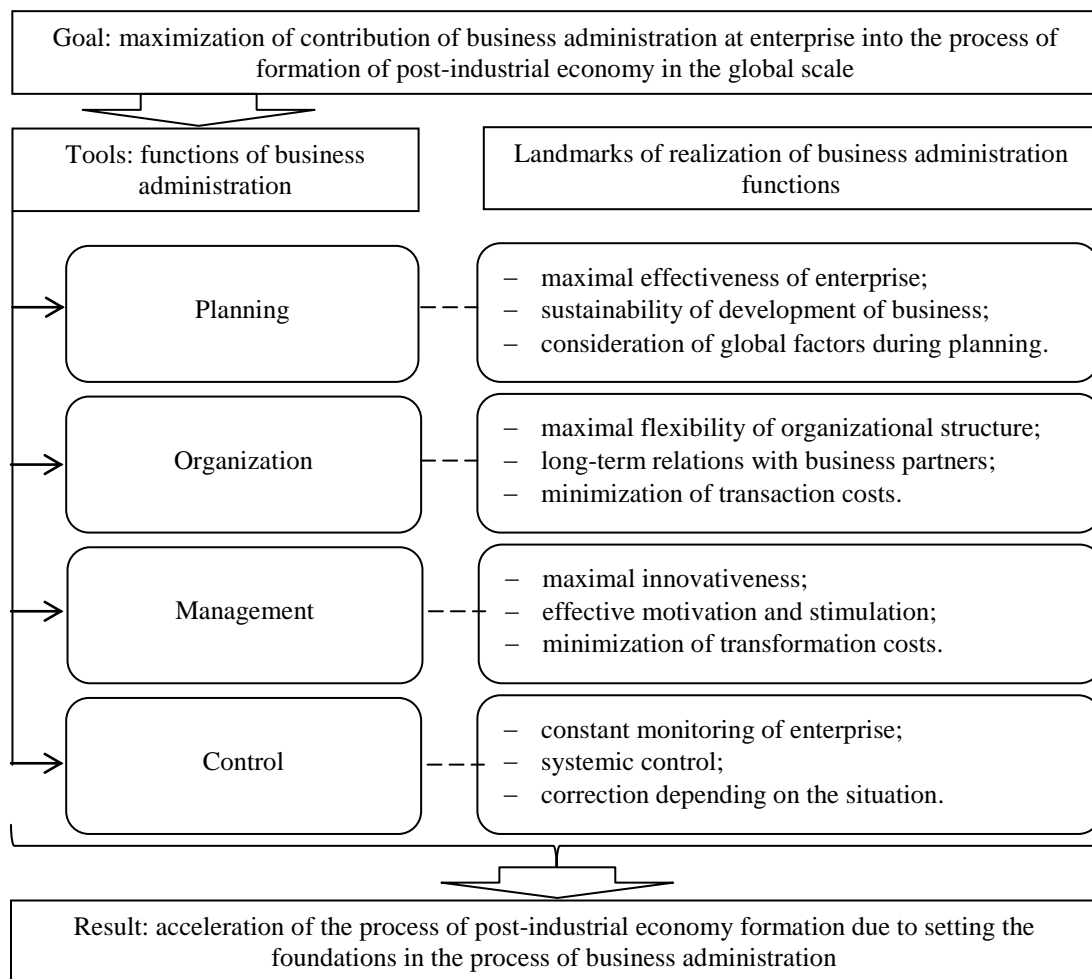 Goal: maximization of contribution of business administration at enterprise into the process of
formation of post-industrial economy in the global scale
Tools: functions of business
administration
Landmarks of realization of business administration
functions
Planning
– maximal effectiveness of enterprise;
– sustainability of development of business;
– consideration of global factors during planning.
Organization
– maximal flexibility of organizational structure;
– long-term relations with business partners;
– minimization of transaction costs.
Management
– maximal innovativeness;
– effective motivation and stimulation;
– minimization of transformation costs.
Control
– constant monitoring of enterprise;
– systemic control;
– correction depending on the situation.
Result: acceleration of the process of post-industrial economy formation due to setting the
foundations in the process of business administration